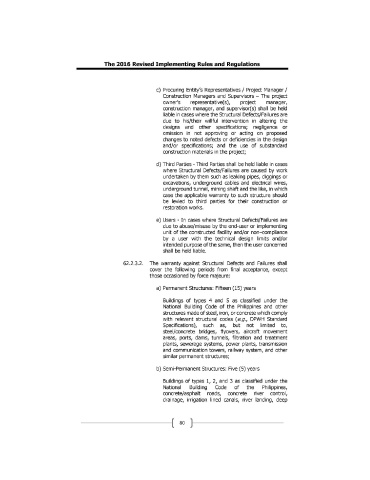 The 2016 Revised Implementing Rules and Regulations
c) Procuring Entity's Representatives / Project Manager /
Construction Managers and Supervisors – The project
owner's representative(s), project manager,
construction manager, and supervisor(s) shall be held
liable in cases where the Structural Defects/Failures are
due to his/their willful intervention in altering the
designs and other specifications; negligence or
omission in not approving or acting on proposed
changes to noted defects or deficiencies in the design
and/or specifications; and the use of substandard
construction materials in the project;
d) Third Parties - Third Parties shall be held liable in cases
where Structural Defects/Failures are caused by work
undertaken by them such as leaking pipes, diggings or
excavations, underground cables and electrical wires,
underground tunnel, mining shaft and the like, in which
case the applicable warranty to such structure should
be levied to third parties for their construction or
restoration works.
e) Users - In cases where Structural Defects/Failures are
due to abuse/misuse by the end-user or implementing
unit of the constructed facility and/or non-compliance
by a user with the technical design limits and/or
intended purpose of the same, then the user concerned
shall be held liable.
62.2.3.2. The warranty against Structural Defects and Failures shall
cover the following periods from final acceptance, except
those occasioned by force majeure:
a) Permanent Structures: Fifteen (15) years
Buildings of types 4 and 5 as classified under the
National Building Code of the Philippines and other
structures made of steel, iron, or concrete which comply
with relevant structural codes (e.g., DPWH Standard
Specifications), such as, but not limited to,
steel/concrete bridges, flyovers, aircraft movement
areas, ports, dams, tunnels, filtration and treatment
plants, sewerage systems, power plants, transmission
and communication towers, railway system, and other
similar permanent structures;
b) Semi-Permanent Structures: Five (5) years
Buildings of types 1, 2, and 3 as classified under the
National Building Code of the Philippines,
concrete/asphalt roads, concrete river control,
drainage, irrigation lined canals, river landing, deep
80